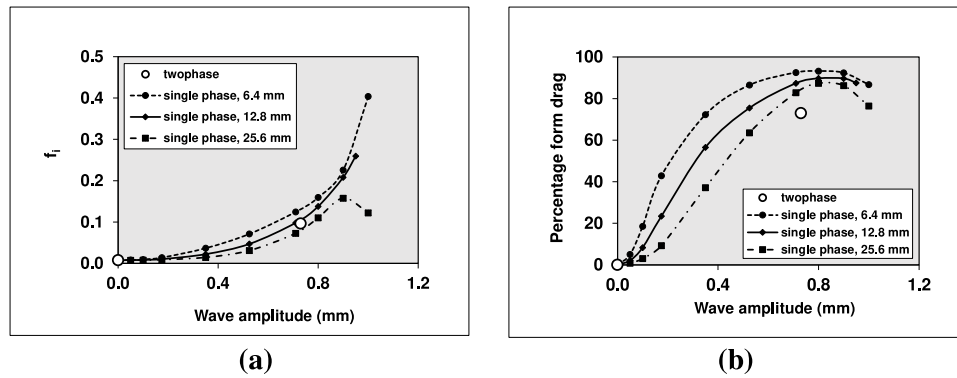 0.5
0.4
0.3
0.2
0.1
0.0
f_i
twophase
single phase, 6.4 mm
single phase, 12.8 mm
single phase, 25.6 mm
0.0 0.4 0.8 1.2
Wave amplitude (mm)
(a)
100
80
60
40
20
0
Percentage form drag
twophase
single phase, 6.4 mm
single phase, 12.8 mm
single phase, 25.6 mm
0.0 0.4 0.8 1.2
Wave amplitude (mm)
(b)